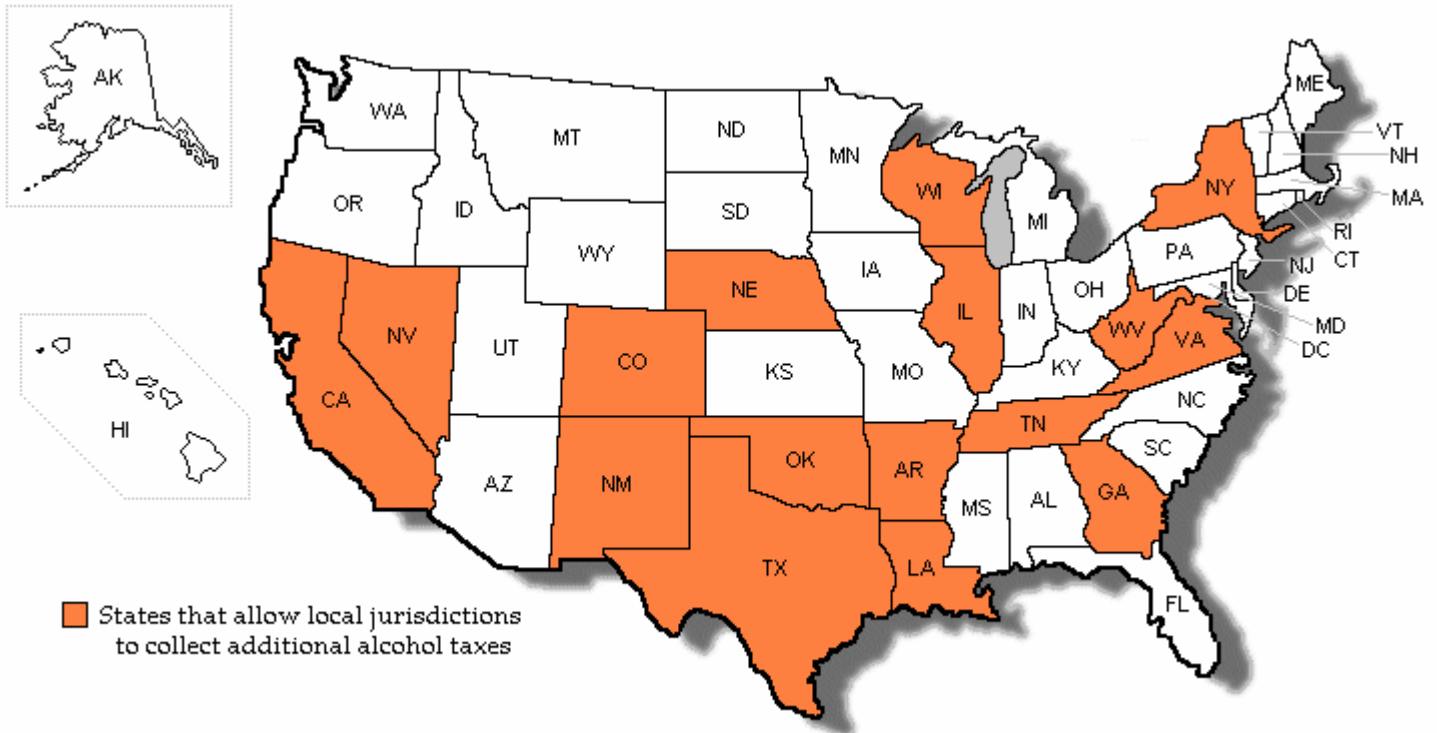 AK
WA
MT
ND
MN
ME
VT
NH
MA
RI
CT
NJ
DE
MD
DC
OR
ID
WY
SD
WI
MI
NY
PA
IA
NE
NV
UT
CO
KS
MO
IL
IN
OH
WV
VA
KY
CA
HI
AZ
NM
OK
AR
TN
NC
SC
MS
AL
GA
TX
LA
FL
States that allow local jurisdictions
to collect additional alcohol taxes